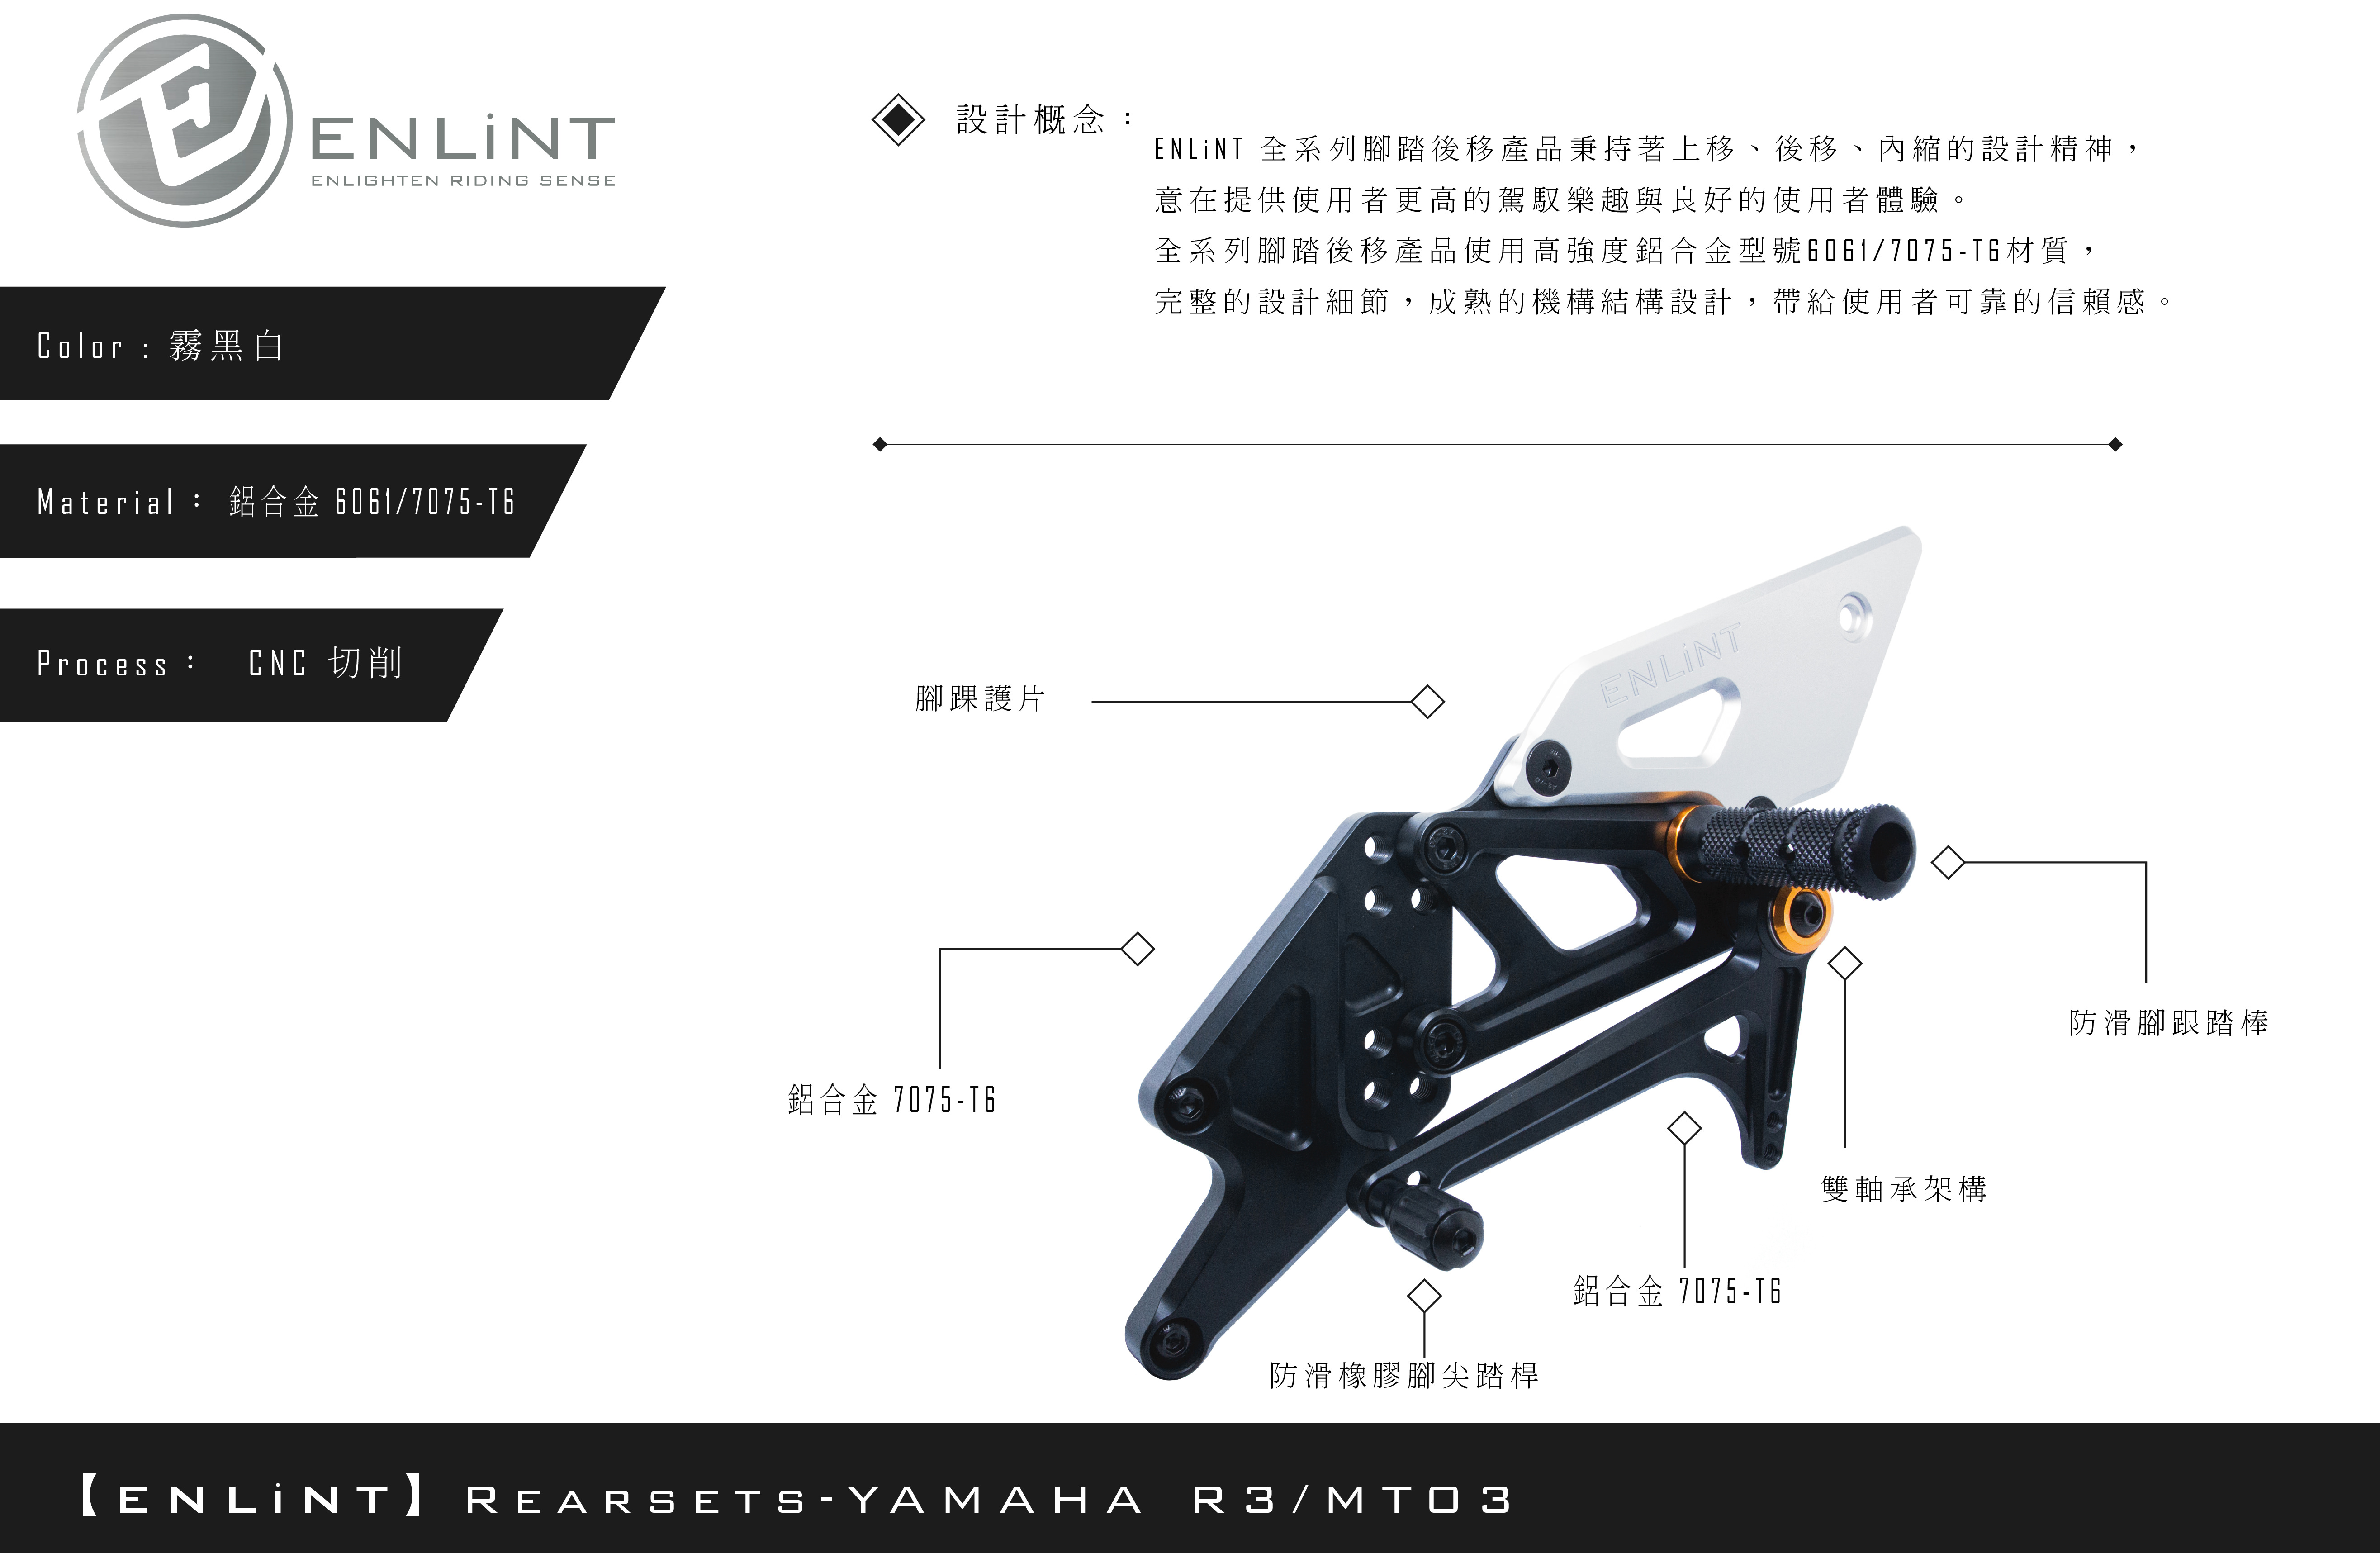 ENLiNT
ENLIGHTEN RIDING SENSE
Color：霧黑白
Material： 鋁合金 6061/7075-T6
Process： CNC 切削
設計概念：
ENLiNT 全系列腳踏後移產品秉持著上移、後移、內縮的設計精神，
意在提供使用者更高的駕馭樂趣與良好的使用者體驗。
全系列腳踏後移產品使用高強度鋁合金型號6061/7075-T6材質，
完整的設計細節，成熟的機構結構設計，帶給使用者可靠的信賴感。
ENLiNT
腳踝護片
防滑腳跟踏棒
鋁合金 7075-T6
雙軸承架構
鋁合金 7075-T6
防滑橡膠腳尖踏桿
【ENLiNT】REARSETS-YAMAHA R3/MT03